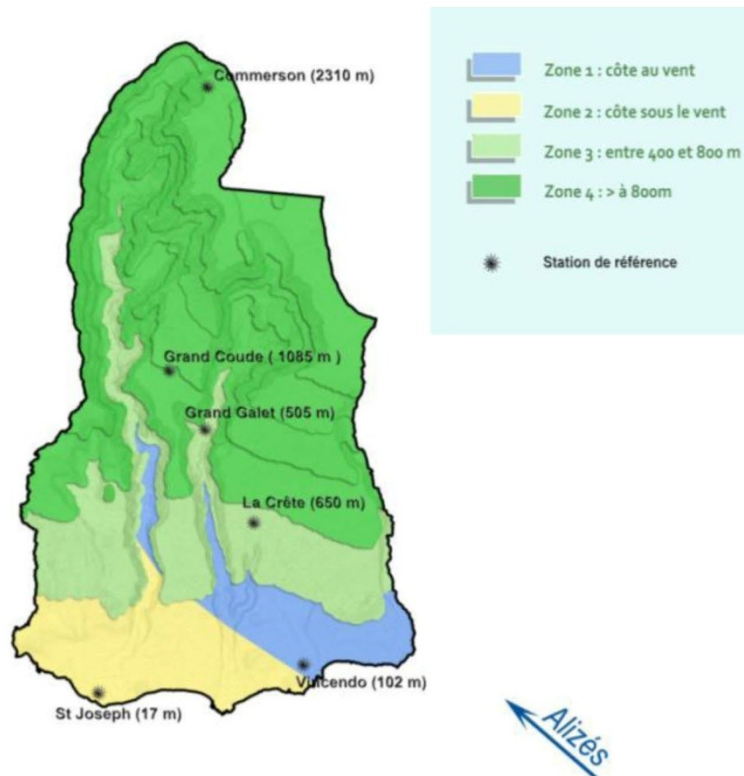 Commerson (2310 m)
Grand Coude ( 1085 m )
Grand Galet (505 m)
La Crête (650 m)
Vincendo (102 m)
St Joseph (17 m)
Zone 1 : côte au vent
Zone 2 : côte sous le vent
Zone 3 : entre 400 et 800 m
Zone 4 : > à 800m
Station de référence
Alizés